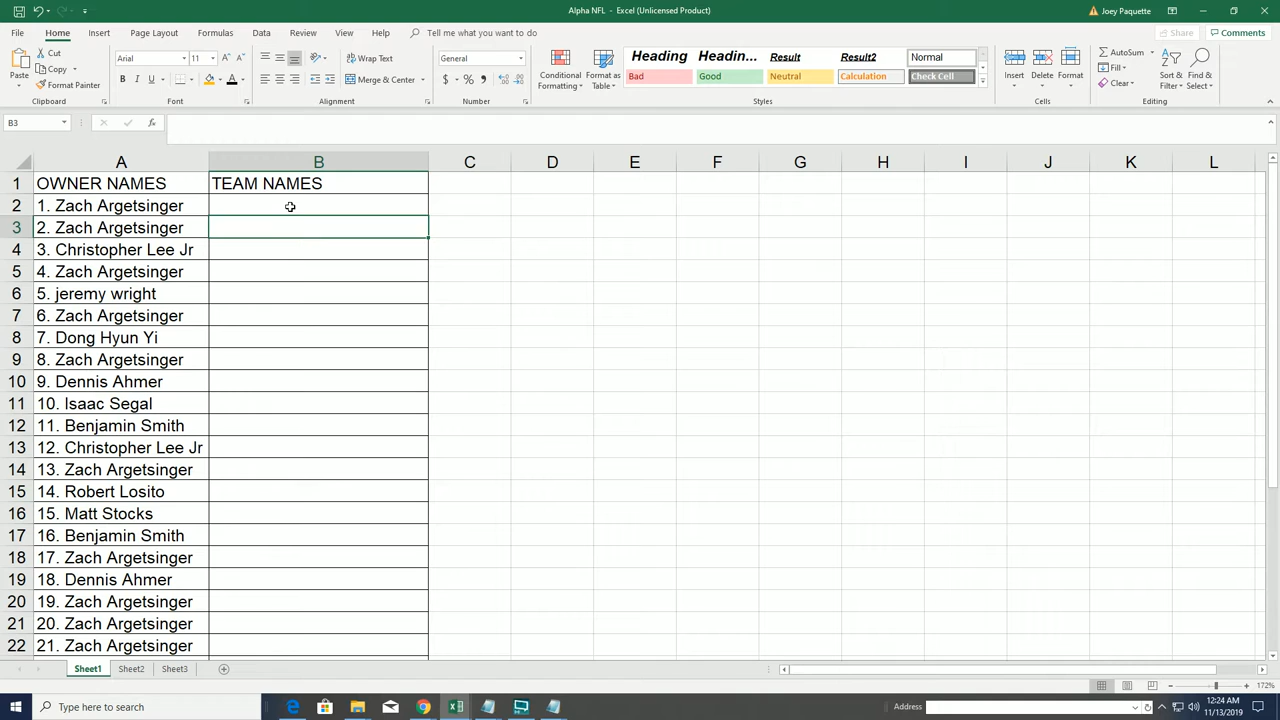 Alpha NFL - Excel (Unlicensed Product)
Joey Paquette
File Home Insert Page Layout Formulas Data Review View Help Tell me what you want to do
Share Comments
Paste
Cut
Copy
Format Painter
Clipboard
Arial 11
B I U
Font
Wrap Text
Merge & Center
Alignment
General
$ % ,
Number
Conditional Formatting
Format as Table
Heading Headin... Result Result2 Normal
Bad Good Neutral Calculation Check Cell
Styles
Insert Delete Format
Cells
AutoSum
Fill
Clear
Sort & Filter
Find & Select
Editing
B3
fx
A B C D E F G H I J K L
1 OWNER NAMES TEAM NAMES
2 1. Zach Argetsinger
3 2. Zach Argetsinger
4 3. Christopher Lee Jr
5 4. Zach Argetsinger
6 5. jeremy wright
7 6. Zach Argetsinger
8 7. Dong Hyun Yi
9 8. Zach Argetsinger
10 9. Dennis Ahmer
11 10. Isaac Segal
12 11. Benjamin Smith
13 12. Christopher Lee Jr
14 13. Zach Argetsinger
15 14. Robert Losito
16 15. Matt Stocks
17 16. Benjamin Smith
18 17. Zach Argetsinger
19 18. Dennis Ahmer
20 19. Zach Argetsinger
21 20. Zach Argetsinger
22 21. Zach Argetsinger
Sheet1 Sheet2 Sheet3
172%
Type here to search
Address
12:24 AM
11/13/2019